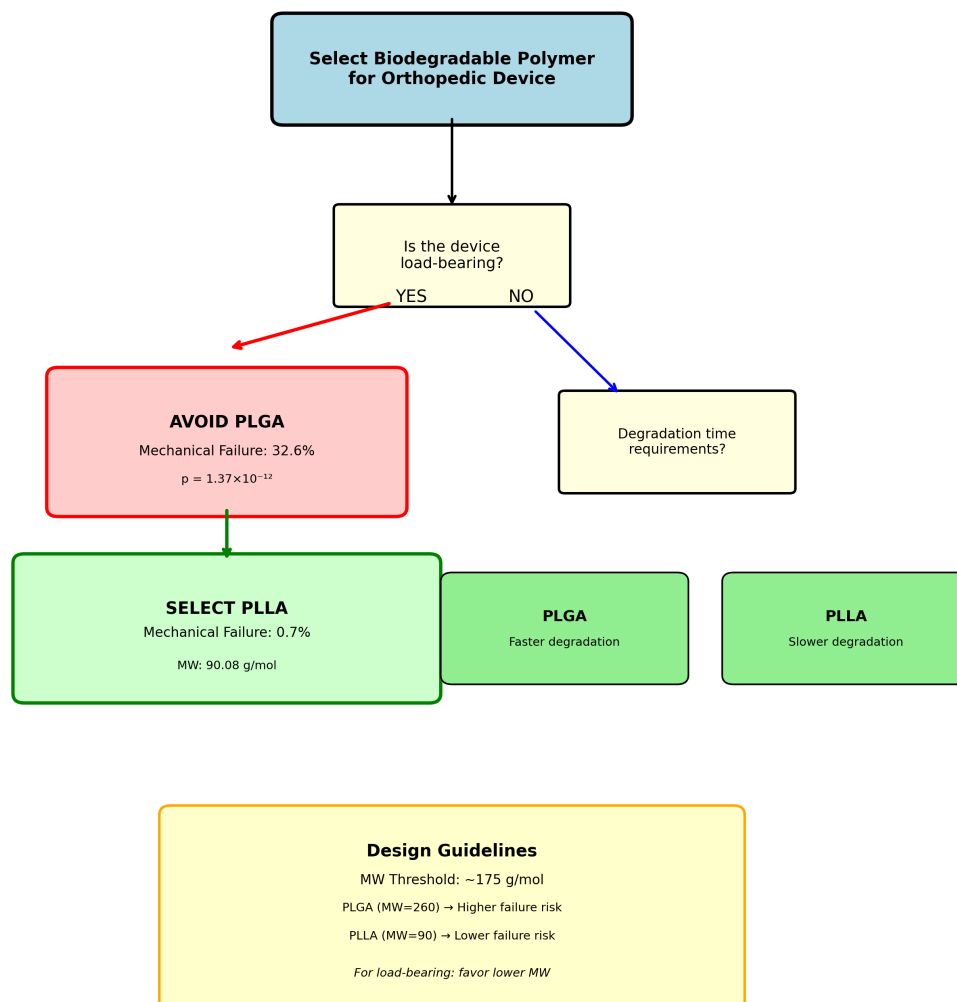 Select Biodegradable Polymer
for Orthopedic Device
Is the device
load-bearing?
YES
NO
AVOID PLGA
Mechanical Failure: 32.6%
p = 1.37×10⁻¹²
Degradation time
requirements?
SELECT PLLA
Mechanical Failure: 0.7%
MW: 90.08 g/mol
PLGA
Faster degradation
PLLA
Slower degradation
Design Guidelines
MW Threshold: ~175 g/mol
PLGA (MW=260) → Higher failure risk
PLLA (MW=90) → Lower failure risk
For load-bearing: favor lower MW